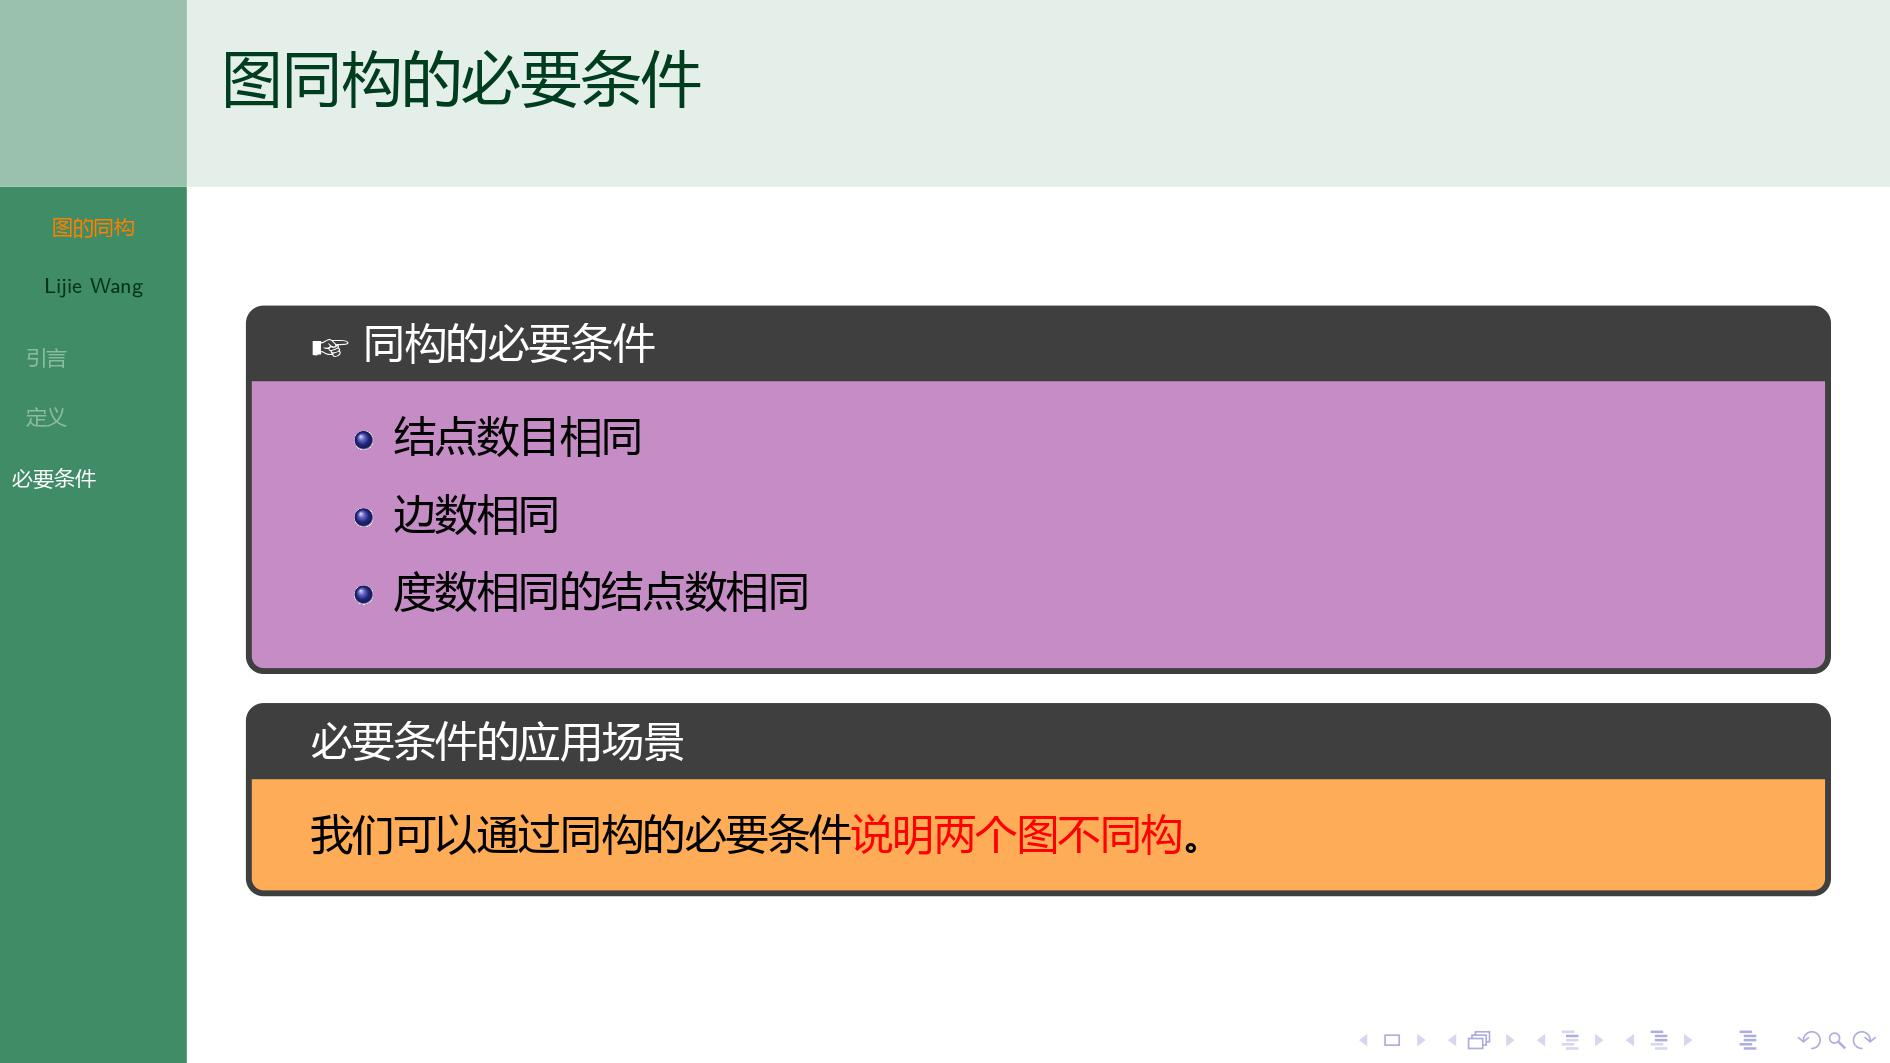 图同构的必要条件
图的同构
Lijie Wang
引言
定义
必要条件
☞ 同构的必要条件
结点数目相同
边数相同
度数相同的结点数相同
必要条件的应用场景
我们可以通过同构的必要条件说明两个图不同构。